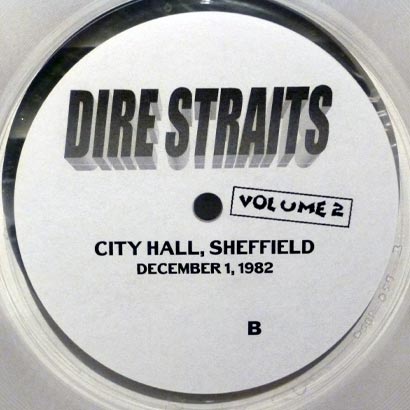 DIRE STRAITS
VOLUME 2
CITY HALL, SHEFFIELD
DECEMBER 1, 1982
B